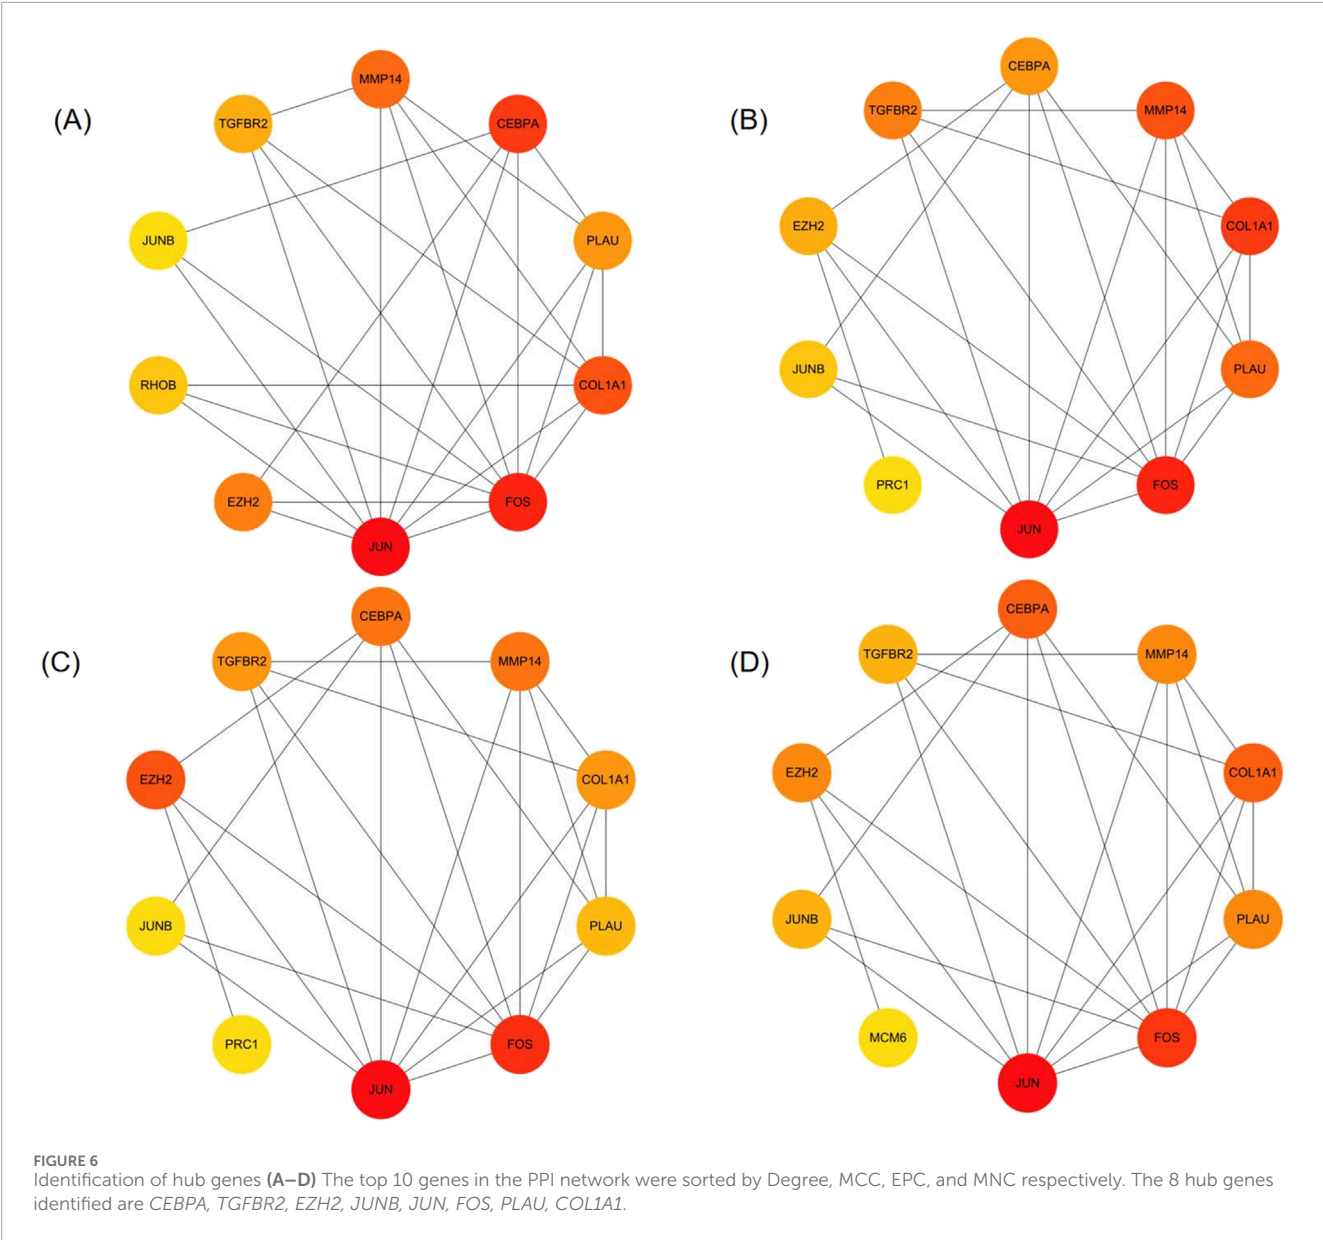 (A)
MMP14
TGFBR2
CEBPA
JUNB
PLAU
RHOB
COL1A1
EZH2
FOS
JUN
(B)
CEBPA
TGFBR2
MMP14
EZH2
COL1A1
JUNB
PLAU
PRC1
FOS
JUN
(C)
CEBPA
TGFBR2
MMP14
EZH2
COL1A1
JUNB
PLAU
PRC1
FOS
JUN
(D)
CEBPA
TGFBR2
MMP14
EZH2
COL1A1
JUNB
PLAU
MCM6
FOS
JUN
FIGURE 6
Identification of hub genes (A–D) The top 10 genes in the PPI network were sorted by Degree, MCC, EPC, and MNC respectively. The 8 hub genes
identified are CEBPA, TGFBR2, EZH2, JUNB, JUN, FOS, PLAU, COL1A1.